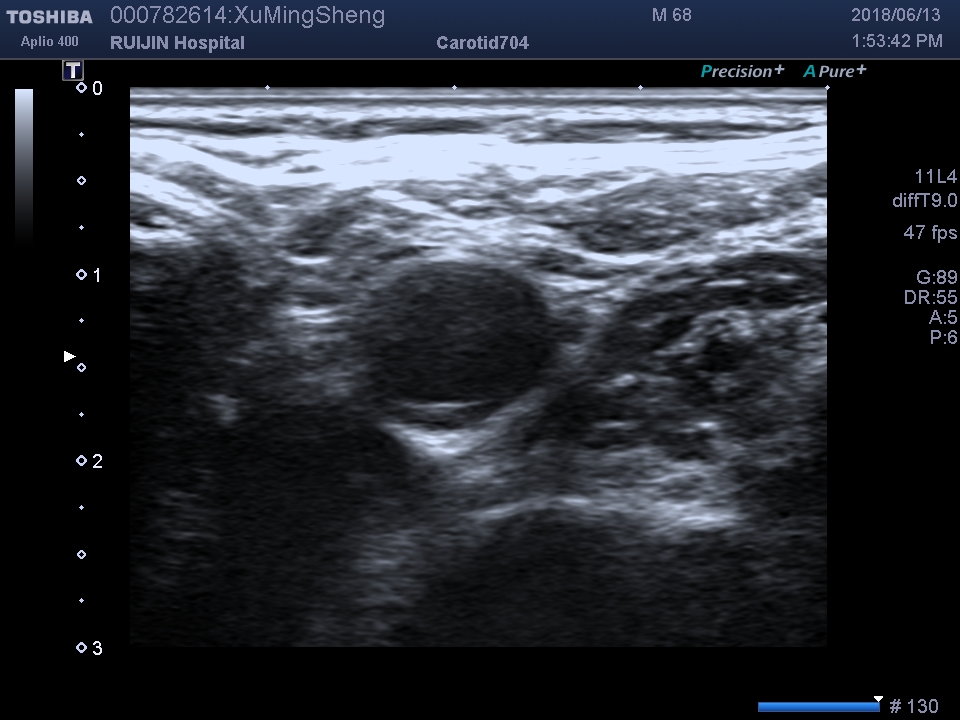 TOSHIBA 000782614:XuMingSheng M 68 2018/06/13
Aplio 400 RUIJIN Hospital Carotid704 1:53:42 PM
T Precision+ A Pure+
0
11L4
diffT9.0
47 fps
1
G:89
DR:55
A:5
P:6
2
3
# 130